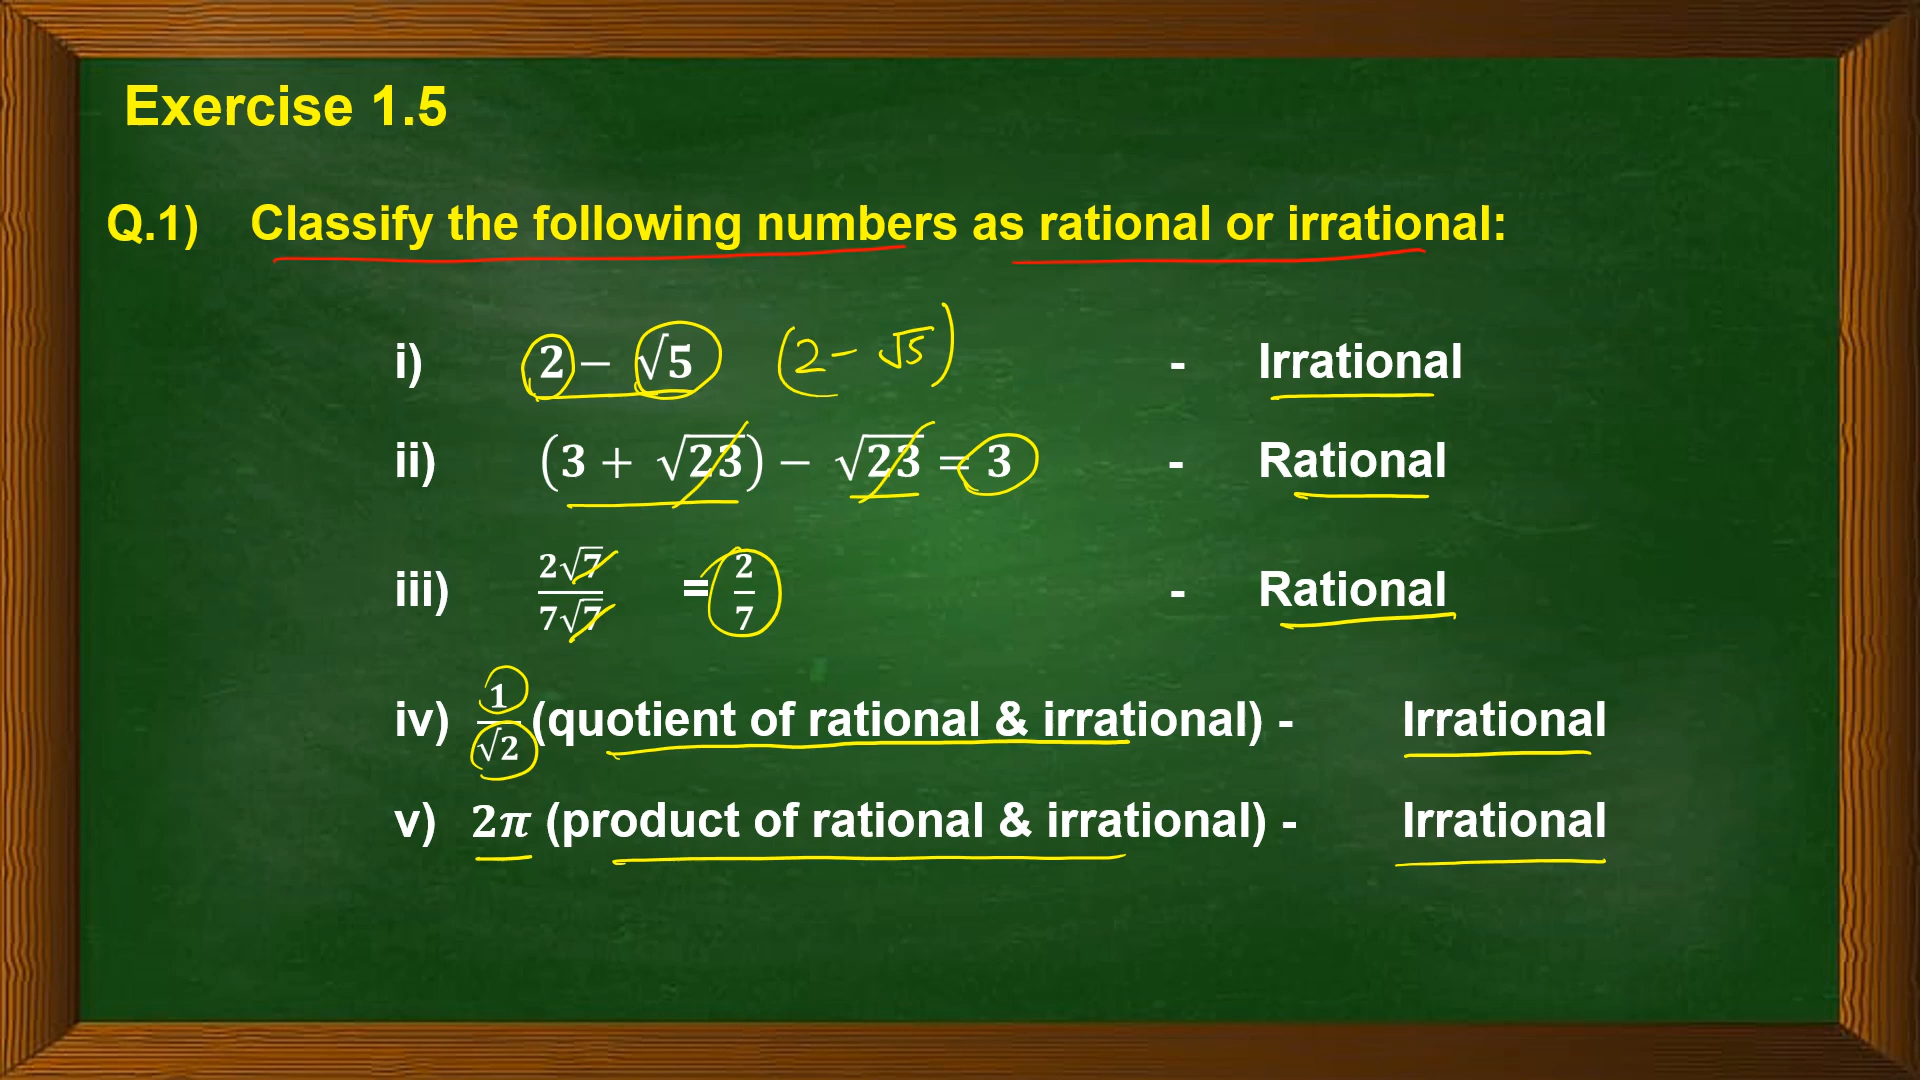 Exercise 1.5
Q.1) Classify the following numbers as rational or irrational:
i) 2 − √5 (2 − √5) - Irrational
ii) (3 + √23) − √23 = 3 - Rational
iii) 2√7/7√7 = 2/7 - Rational
iv) 1/√2 (quotient of rational & irrational) - Irrational
v) 2π (product of rational & irrational) - Irrational